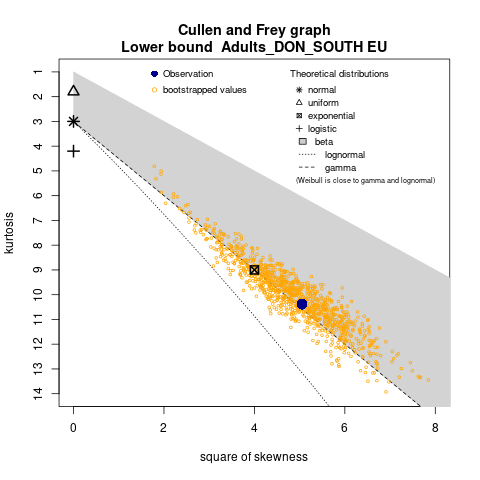 Cullen and Frey graph
Lower bound  Adults_DON_SOUTH EU
Observation
bootstrapped values
Theoretical distributions
normal
uniform
exponential
logistic
beta
lognormal
gamma
(Weibull is close to gamma and lognormal)
kurtosis
1
2
3
4
5
6
7
8
9
10
11
12
13
14
0 2 4 6 8
square of skewness